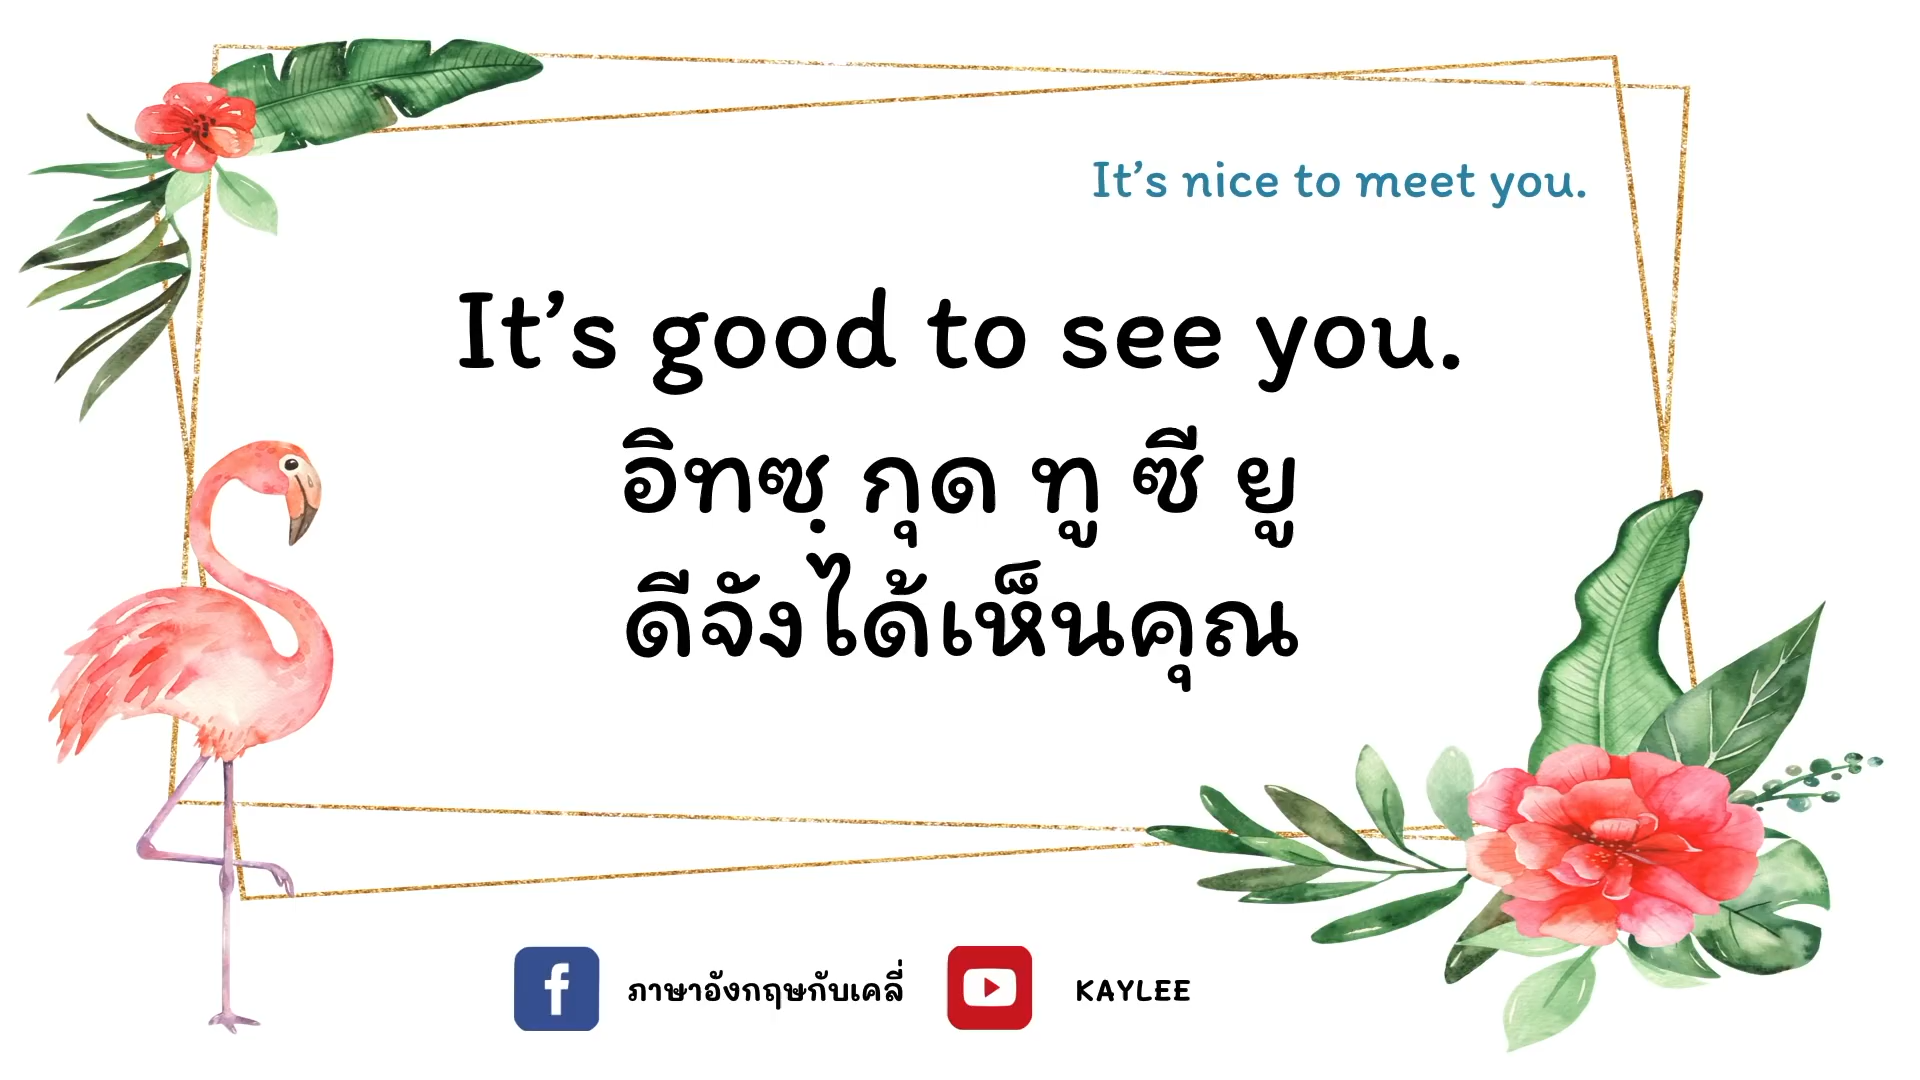 It's nice to meet you.
It's good to see you.
อิทซฺ กุด ทู ซี ยู
ดีจังได้เห็นคุณ
ภาษาอังกฤษกับเคลี่ KAYLEE